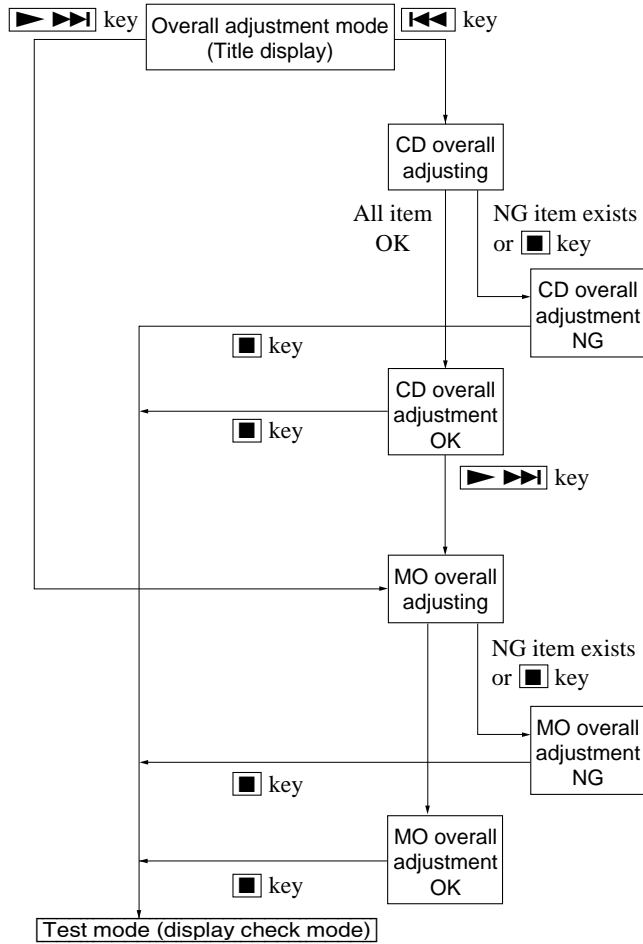 key
Overall adjustment mode
(Title display)
key
CD overall
adjusting
All item
OK
NG item exists
or ■ key
CD overall
adjustment
NG
■ key
CD overall
adjustment
OK
■ key
key
MO overall
adjusting
NG item exists
or ■ key
MO overall
adjustment
NG
■ key
MO overall
adjustment
OK
■ key
Test mode (display check mode)